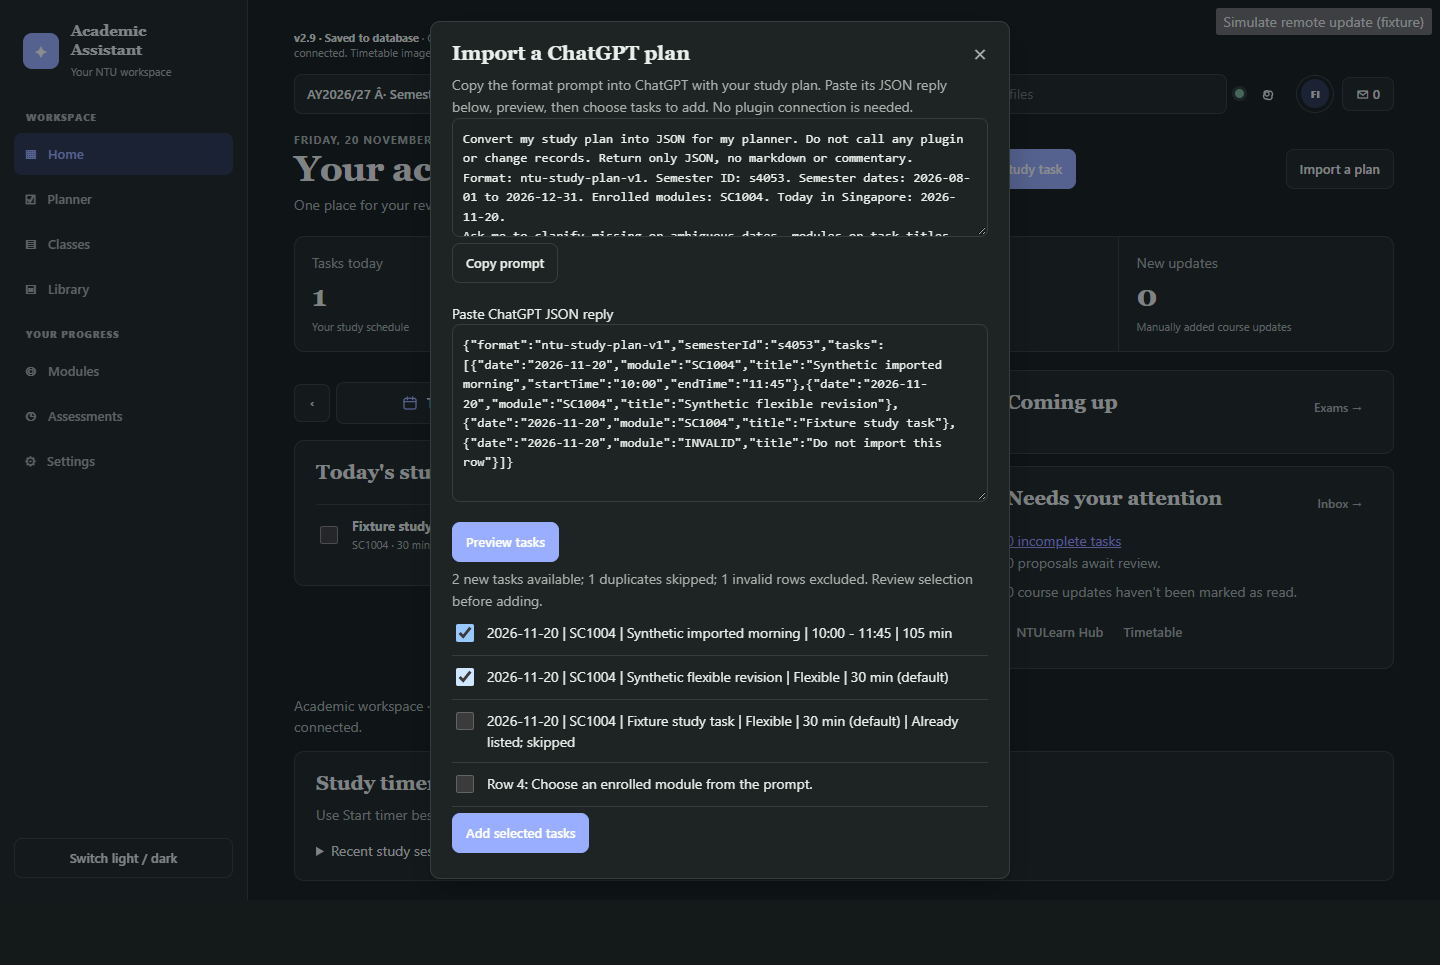 Academic
Assistant
Your NTU workspace
WORKSPACE
Home
Planner
Classes
Library
YOUR PROGRESS
Modules
Assessments
Settings
Switch light / dark
Simulate remote update (fixture)
v2.9 · Saved to database ·
connected. Timetable image
AY2026/27 Â· Semest
files
FI
0
FRIDAY, 20 NOVEMBER
Your ac
One place for your rev
tudy task
Import a plan
Tasks today
1
Your study schedule
New updates
0
Manually added course updates
‹
Today's stu
Fixture study
SC1004 · 30 min
Coming up
Exams →
Needs your attention
Inbox →
0 incomplete tasks
0 proposals await review.
0 course updates haven't been marked as read.
NTULearn Hub
Timetable
Academic workspace ·
connected.
Study timer
Use Start timer bes
Recent study ses
Import a ChatGPT plan
×
Copy the format prompt into ChatGPT with your study plan. Paste its JSON reply
below, preview, then choose tasks to add. No plugin connection is needed.
Convert my study plan into JSON for my planner. Do not call any plugin
or change records. Return only JSON, no markdown or commentary.
Format: ntu-study-plan-v1. Semester ID: s4053. Semester dates: 2026-08-
01 to 2026-12-31. Enrolled modules: SC1004. Today in Singapore: 2026-
11-20.
Ask me to clarify missing or ambiguous dates, modules or task titles
Copy prompt
Paste ChatGPT JSON reply
{"format":"ntu-study-plan-v1","semesterId":"s4053","tasks":
[{"date":"2026-11-20","module":"SC1004","title":"Synthetic imported
morning","startTime":"10:00","endTime":"11:45"},{"date":"2026-11-
20","module":"SC1004","title":"Synthetic flexible revision"},
{"date":"2026-11-20","module":"SC1004","title":"Fixture study task"},
{"date":"2026-11-20","module":"INVALID","title":"Do not import this
row"}]}
Preview tasks
2 new tasks available; 1 duplicates skipped; 1 invalid rows excluded. Review selection
before adding.
2026-11-20 | SC1004 | Synthetic imported morning | 10:00 - 11:45 | 105 min
2026-11-20 | SC1004 | Synthetic flexible revision | Flexible | 30 min (default)
2026-11-20 | SC1004 | Fixture study task | Flexible | 30 min (default) | Already
listed; skipped
Row 4: Choose an enrolled module from the prompt.
Add selected tasks